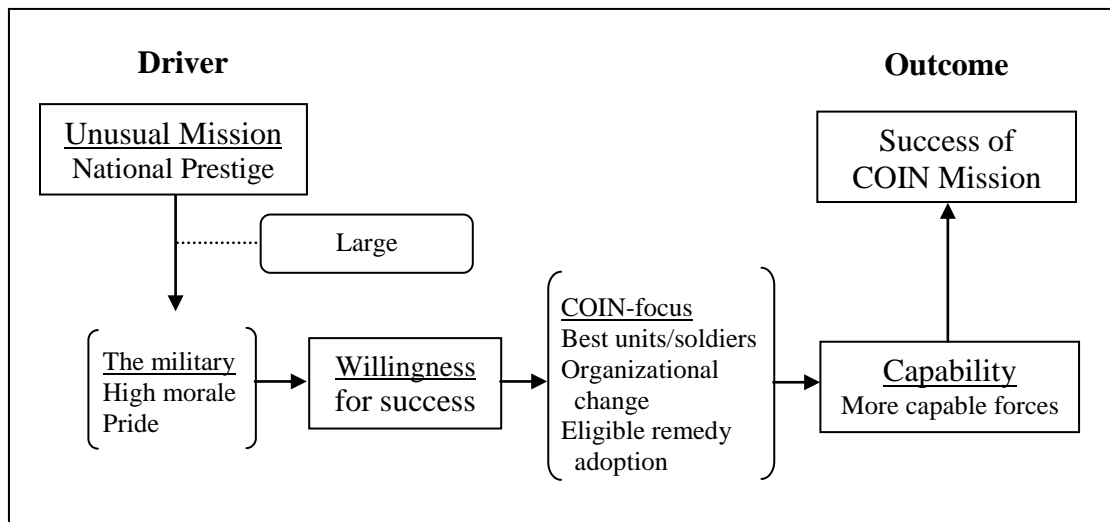 Driver
Outcome
Unusual Mission
National Prestige
Success of
COIN Mission
Large
The military
High morale
Pride
Willingness
for success
COIN-focus
Best units/soldiers
Organizational
change
Eligible remedy
adoption
Capability
More capable forces